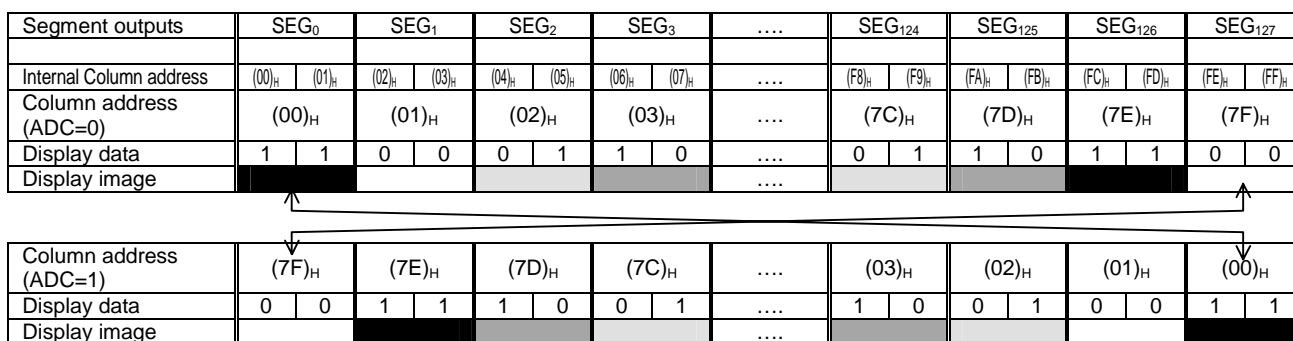 Segment outputs SEG₀ SEG₁ SEG₂ SEG₃ …. SEG₁₂₄ SEG₁₂₅ SEG₁₂₆ SEG₁₂₇
Internal Column address (00)H (01)H (02)H (03)H (04)H (05)H (06)H (07)H …. (F8)H (F9)H (FA)H (FB)H (FC)H (FD)H (FE)H (FF)H
Column address
(ADC=0) (00)H (01)H (02)H (03)H …. (7C)H (7D)H (7E)H (7F)H
Display data 1 1 0 0 0 1 1 0 …. 0 1 1 0 1 1 0 0
Display image ….
Column address
(ADC=1) (7F)H (7E)H (7D)H (7C)H …. (03)H (02)H (01)H (00)H
Display data 0 0 1 1 1 0 0 1 …. 1 0 0 1 0 0 1 1
Display image ….